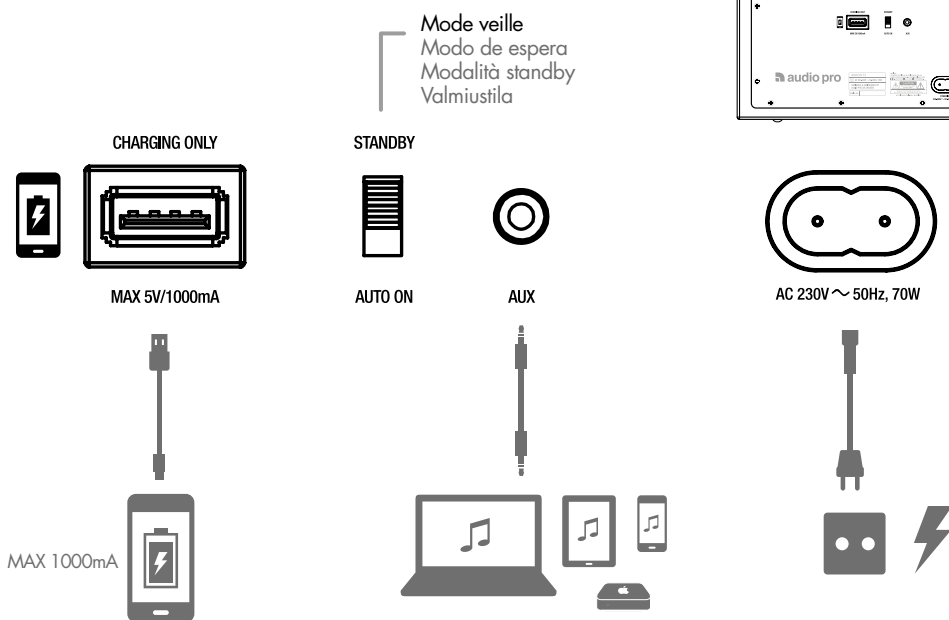 Mode veille
Modo de espera
Modalità standby
Valmiustila
audio pro
CHARGING ONLY
STANDBY
MAX 5V/1000mA
AUTO ON
AUX
AC 230V ~ 50Hz, 70W
MAX 1000mA